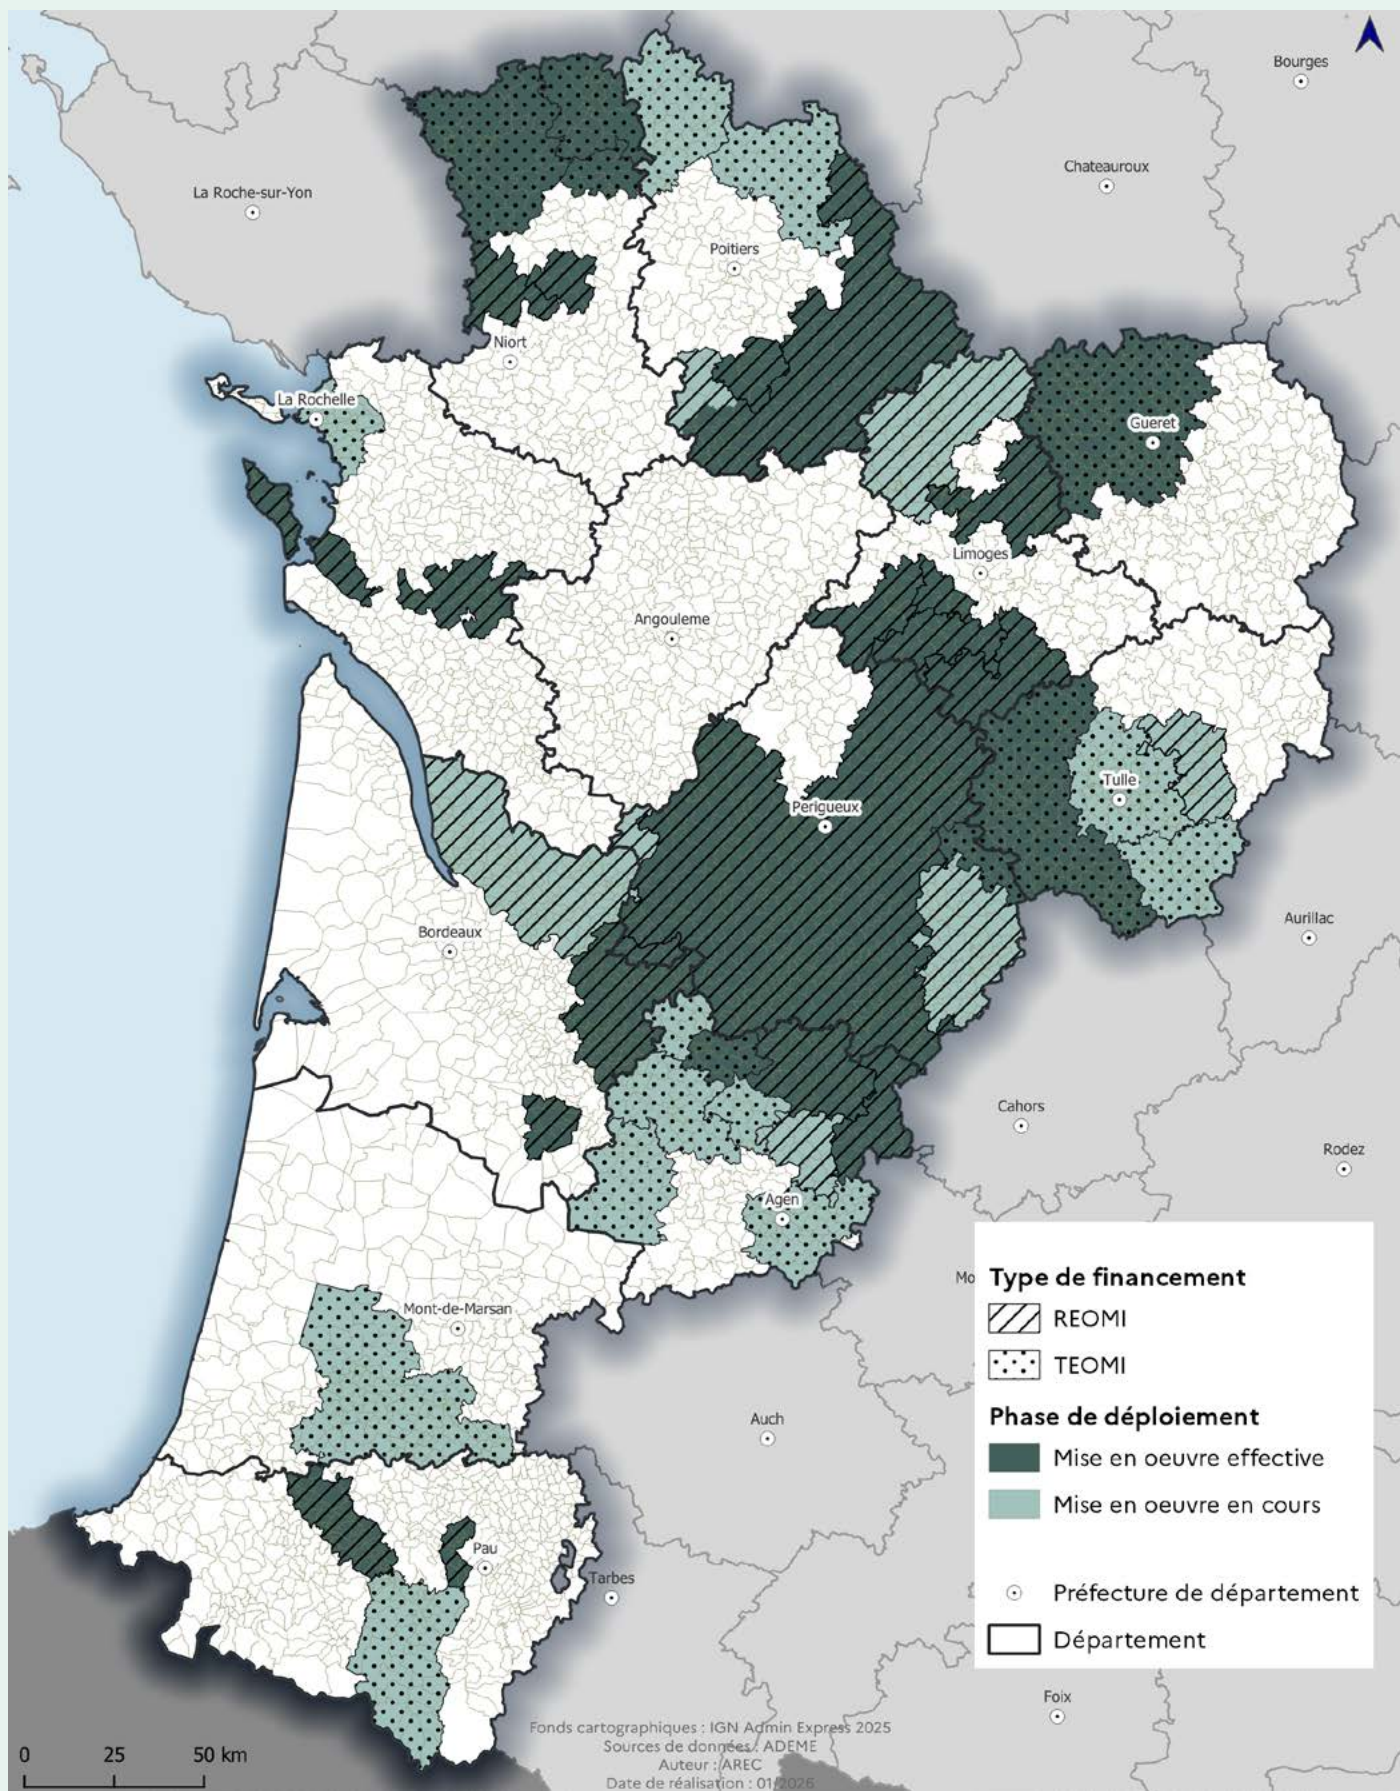 Bourges
Chateauroux
La Roche-sur-Yon
Poitiers
Niort
La Rochelle
Gueret
Limoges
Angouleme
Tulle
Perigueux
Aurillac
Bordeaux
Cahors
Rodez
Agen
Mo
Mont-de-Marsan
Auch
Pau
Tarbes
Foix
Type de financement
REOMI
TEOMI
Phase de déploiement
Mise en oeuvre effective
Mise en oeuvre en cours
Préfecture de département
Département
Fonds cartographiques : IGN Admin Express 2025
Sources de données : ADEME
Auteur : AREC
Date de réalisation : 01/2026
0 25 50 km